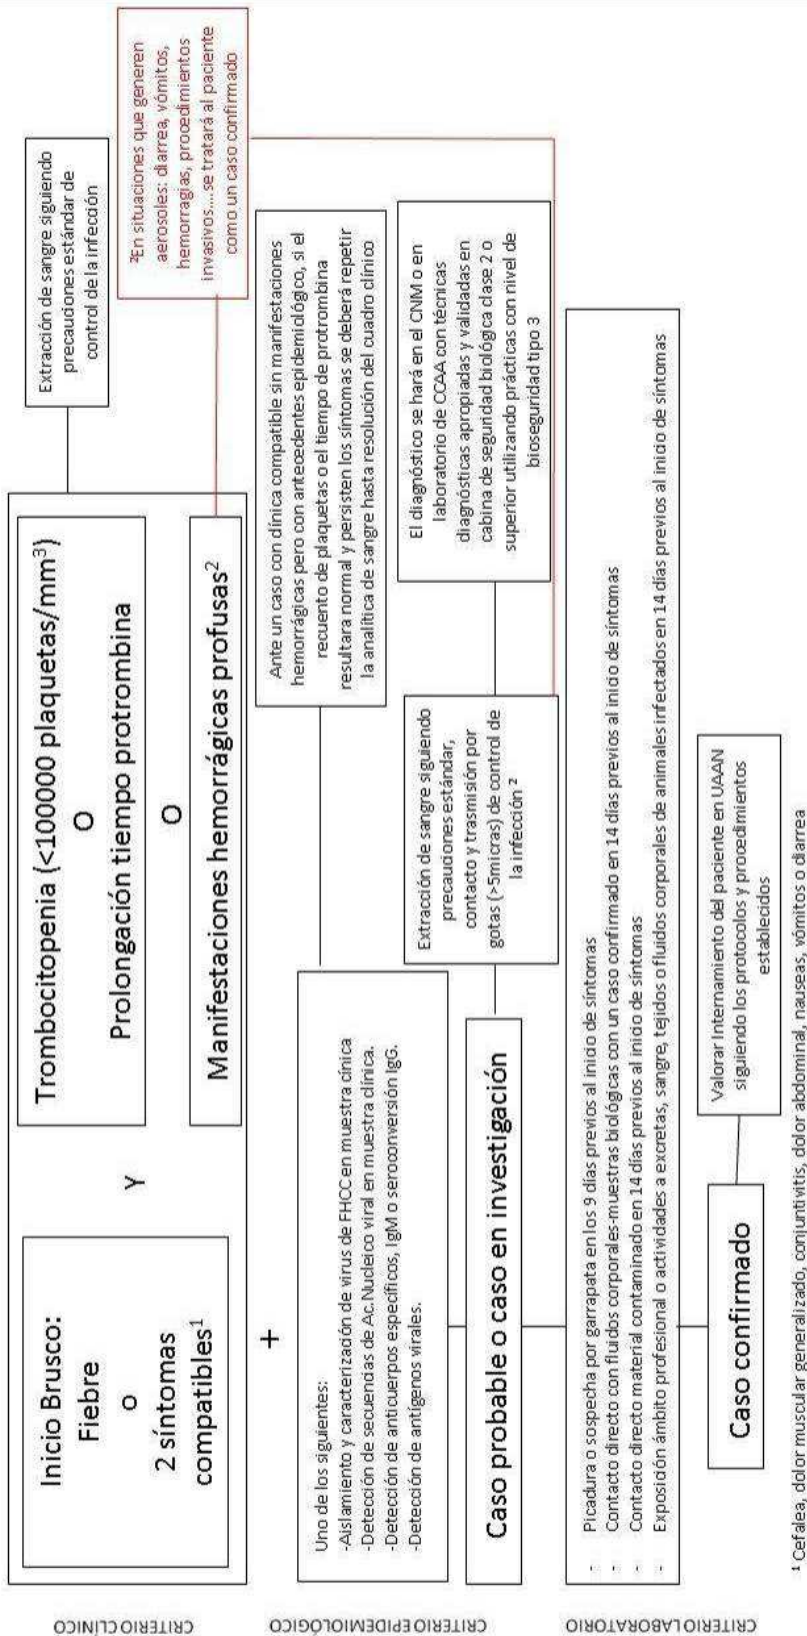 CRITERIO CLÍNICO
Inicio Brusco:
Fiebre
o
2 síntomas
compatibles¹
Y
Trombocitopenia (<100000 plaquetas/mm³)
O
Prolongación tiempo protrombina
O
Manifestaciones hemorrágicas profusas²
Extracción de sangre siguiendo
precauciones estándar de
control de la infección
²En situaciones que generen
aerosoles: diarrea, vómitos,
hemorragias, procedimientos
invasivos....se tratará al paciente
como un caso confirmado
+
CRITERIO EPIDEMIOLÓGICO
Uno de los siguientes:
-Aislamiento y caracterización de virus de FHCC en muestra cínica
-Detección de secuencias de Ac. Nucleico viral en muestra clínica.
-Detección de anticuerpos específicos, IgM o seroconversión IgG.
-Detección de antígenos virales.
Ante un caso con clínica compatible sin manifestaciones
hemorrágicas pero con antecedentes epidemiológico, si el
recuento de plaquetas o el tiempo de protrombina
resultara normal y persisten los síntomas se deberá repetir
la analítica de sangre hasta resolución del cuadro clínico
Caso probable o caso en investigación
Extracción de sangre siguiendo
precauciones estándar,
contacto y trasmisión por
gotas (>5micras) de control de
la infección ²
El diagnóstico se hará en el CNM o en
laboratorio de CCAA con técnicas
diagnósticas apropiadas y validadas en
cabina de seguridad biológica clase 2 o
superior utilizando prácticas con nivel de
bioseguridad tipo 3
CRITERIO LABORATORIO
- Picadura o sospecha por garrapata en los 9 días previos al inicio de síntomas
- Contacto directo con fluidos corporales-muestras biológicas con un caso confirmado en 14 días previos al inicio de síntomas
- Contacto directo material contaminado en 14 días previos al inicio de síntomas
- Exposición ámbito profesional o actividades a excretas, sangre, tejidos o fluidos corporales de animales infectados en 14 días previos al inicio de síntomas
Caso confirmado
Valorar Internamiento del paciente en UAAN
siguiendo los protocolos y procedimientos
establecidos
¹ Cefalea, dolor muscular generalizado, conjuntivitis, dolor abdominal, nauseas, vómitos o diarrea